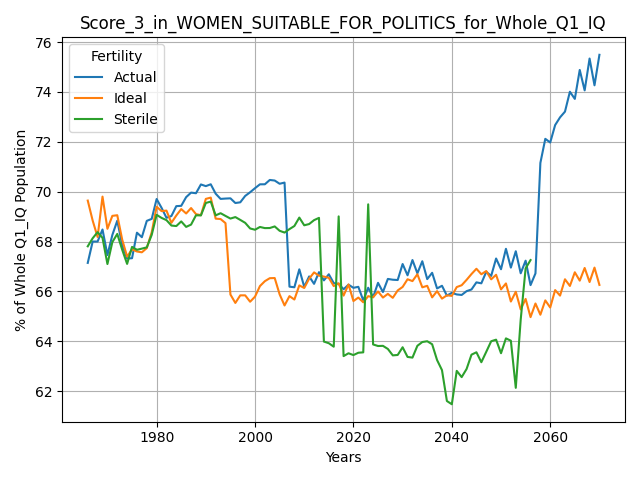 Score_3_in_WOMEN_SUITABLE_FOR_POLITICS_for_Whole_Q1_IQ
Fertility
Actual
Ideal
Sterile
% of Whole Q1_IQ Population
76
74
72
70
68
66
64
62
1980
2000
2020
2040
2060
Years